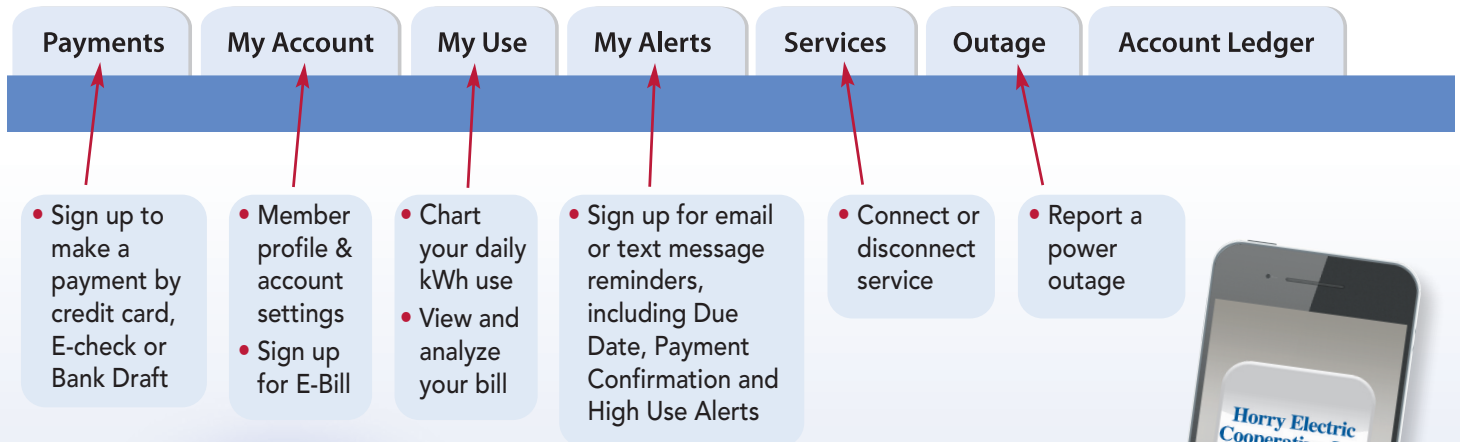 Payments
My Account
My Use
My Alerts
Services
Outage
Account Ledger
• Sign up to
make a
payment by
credit card,
E-check or
Bank Draft
• Member
profile &
account
settings
• Sign up
for E-Bill
• Chart
your daily
kWh use
• View and
analyze
your bill
• Sign up for email
or text message
reminders,
including Due
Date, Payment
Confirmation and
High Use Alerts
• Connect or
disconnect
service
• Report a
power
outage
Horry Electric